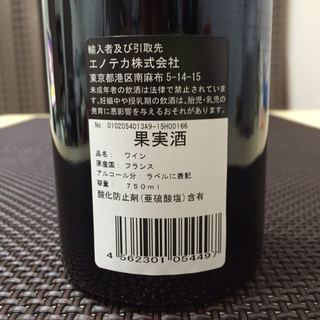 輸入者及び引取先
エノテカ株式会社
東京都港区南麻布 5-14-15
未成年者の飲酒は法律で禁止されています。
妊娠中や授乳期の飲酒は、胎児・乳児の
発育に悪影響を与えるおそれがあります。
No. 0102054013A9-15H00166
果実酒
品名： ワイン
原産国： フランス
アルコール分： ラベルに表記
容量： 750ml
酸化防止剤(亜硫酸塩)含有
4 562301 054497